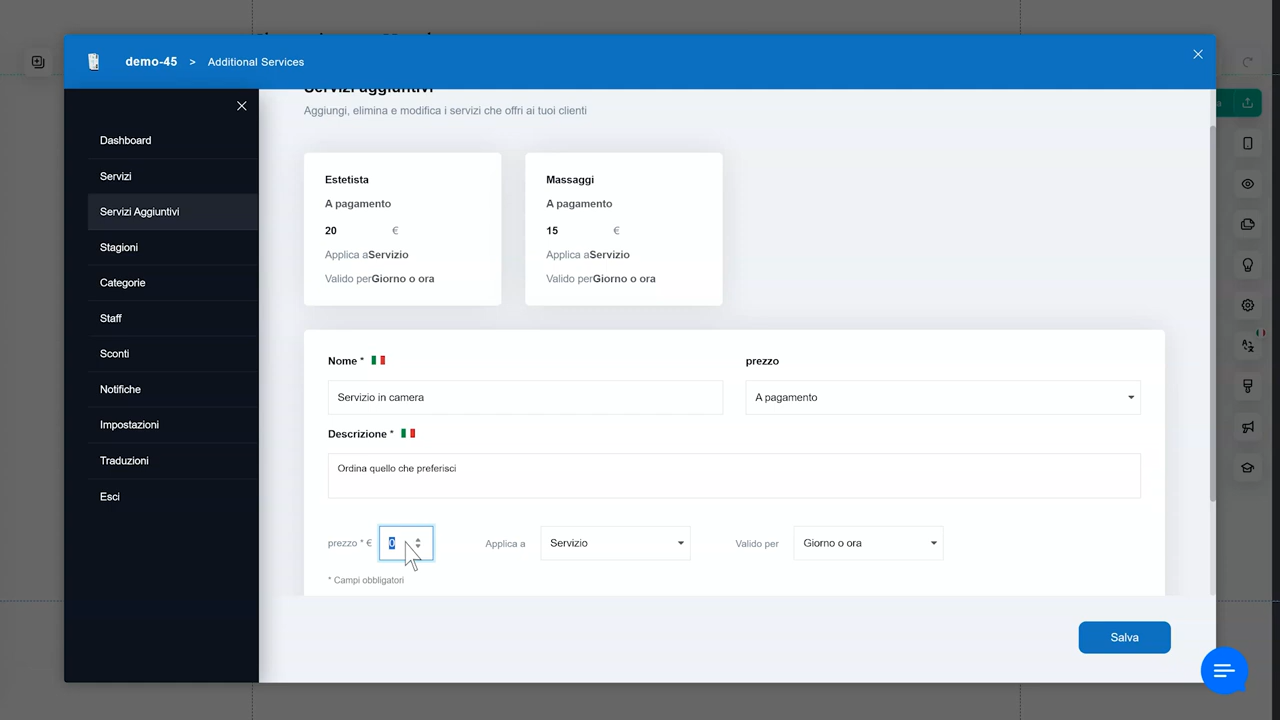 demo-45 > Additional Services
Servizi aggiuntivi
Aggiungi, elimina e modifica i servizi che offri ai tuoi clienti
Dashboard
Servizi
Servizi Aggiuntivi
Stagioni
Categorie
Staff
Sconti
Notifiche
Impostazioni
Traduzioni
Esci
Estetista
A pagamento
20 €
Applica aServizio
Valido perGiorno o ora
Massaggi
A pagamento
15 €
Applica aServizio
Valido perGiorno o ora
Nome *
Servizio in camera
prezzo
A pagamento
Descrizione *
Ordina quello che preferisci
prezzo * € 0
Applica a Servizio
Valido per Giorno o ora
* Campi obbligatori
Salva